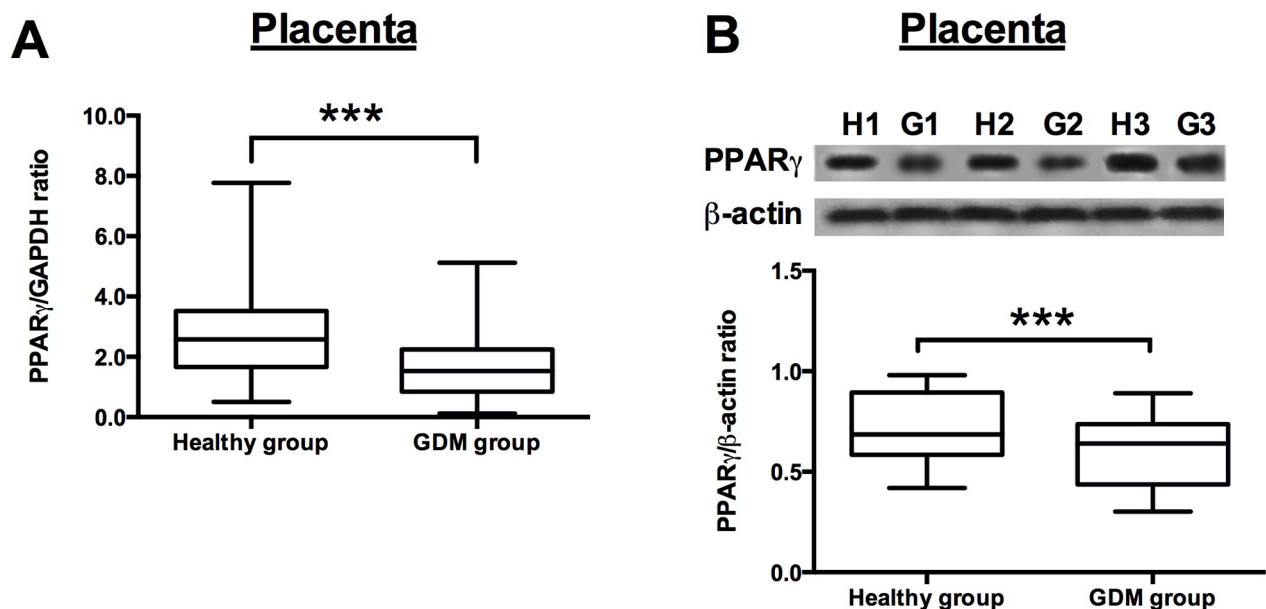 A
Placenta
PPARγ/GAPDH ratio
10.0
***
8.0
6.0
4.0
2.0
0.0
Healthy group GDM group
B
Placenta
H1 G1 H2 G2 H3 G3
PPARγ
β-actin
PPARγ/β-actin ratio
1.5
***
1.0
0.5
0.0
Healthy group GDM group